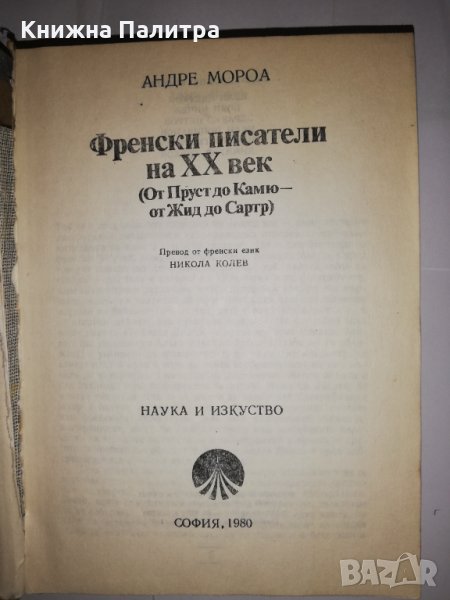 Книжна Палитра
АНДРЕ МОРОА
Френски писатели
на XX век
(От Пруст до Камю—
от Жид до Сартр)
Превод от френски език
НИКОЛА КОЛЕВ
НАУКА И ИЗКУСТВО
СОФИЯ, 1980
BAZAR